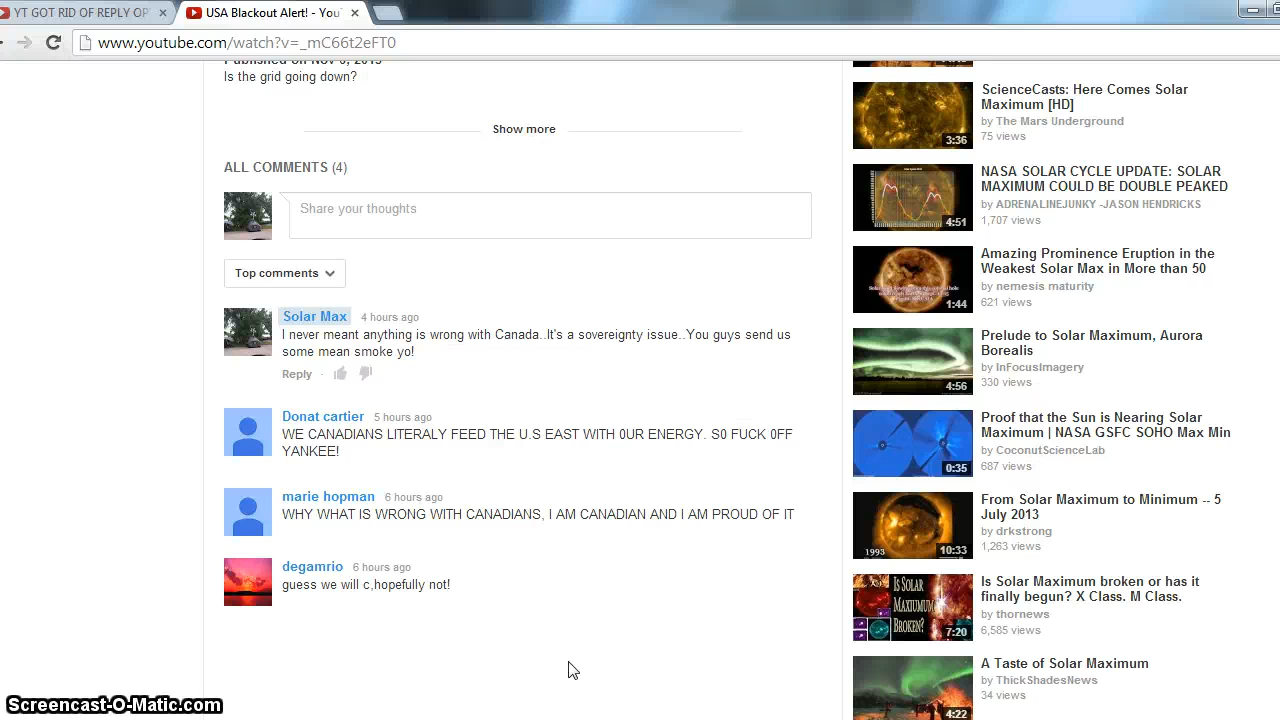 YT GOT RID OF REPLY OP
USA Blackout Alert! - You
www.youtube.com/watch?v=_mC66t2eFT0
Is the grid going down?
Show more
ALL COMMENTS (4)
Share your thoughts
Top comments
Solar Max 4 hours ago
I never meant anything is wrong with Canada..It's a sovereignty issue..You guys send us
some mean smoke yo!
Reply
Donat cartier 5 hours ago
WE CANADIANS LITERALY FEED THE U.S EAST WITH 0UR ENERGY. S0 FUCK 0FF
YANKEE!
marie hopman 6 hours ago
WHY WHAT IS WRONG WITH CANADIANS, I AM CANADIAN AND I AM PROUD OF IT
degamrio 6 hours ago
guess we will c,hopefully not!
ScienceCasts: Here Comes Solar
Maximum [HD]
by The Mars Underground
75 views
3:36
NASA SOLAR CYCLE UPDATE: SOLAR
MAXIMUM COULD BE DOUBLE PEAKED
by ADRENALINEJUNKY -JASON HENDRICKS
1,707 views
4:51
Amazing Prominence Eruption in the
Weakest Solar Max in More than 50
by nemesis maturity
621 views
1:44
Prelude to Solar Maximum, Aurora
Borealis
by InFocusImagery
330 views
4:56
Proof that the Sun is Nearing Solar
Maximum | NASA GSFC SOHO Max Min
by CoconutScienceLab
687 views
0:35
From Solar Maximum to Minimum -- 5
July 2013
by drkstrong
1,263 views
1993
10:33
Is Solar Maximum broken or has it
finally begun? X Class. M Class.
by thornews
6,585 views
IS SOLAR
MAXIUMUM
BROKEN?
7:20
A Taste of Solar Maximum
by ThickShadesNews
34 views
4:22
Screencast-O-Matic.com